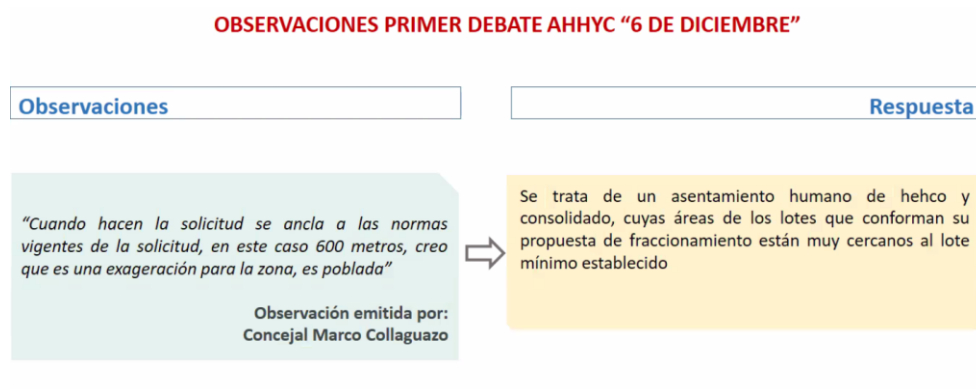 OBSERVACIONES PRIMER DEBATE AHHYC “6 DE DICIEMBRE”
Observaciones
Respuesta
“Cuando hacen la solicitud se ancla a las normas
vigentes de la solicitud, en este caso 600 metros, creo
que es una exageración para la zona, es poblada”
Observación emitida por:
Concejal Marco Collaguazo
Se trata de un asentamiento humano de hehco y
consolidado, cuyas áreas de los lotes que conforman su
propuesta de fraccionamiento están muy cercanos al lote
mínimo establecido